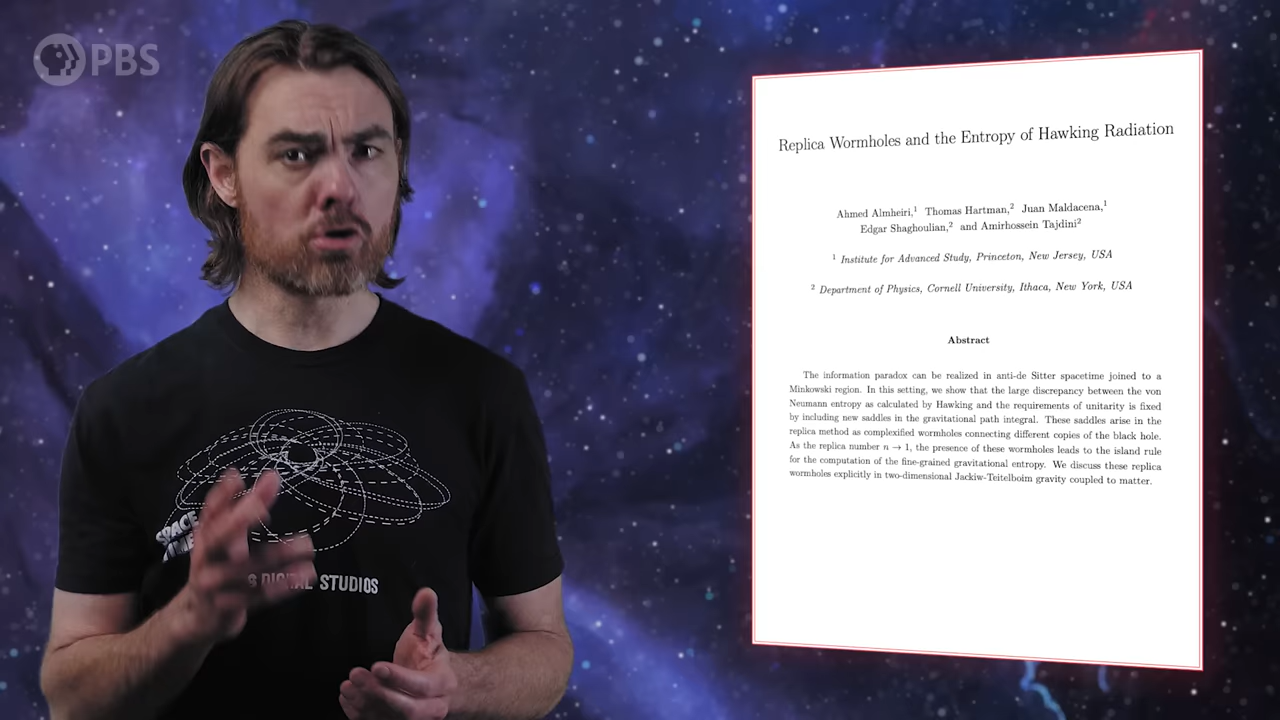 PBS
SPACE
TIME
STUDIOS
Replica Wormholes and the Entropy of Hawking Radiation
Ahmed Almheiri,¹ Thomas Hartman,² Juan Maldacena,¹
Edgar Shaghoulian,² and Amirhossein Tajdini²
¹ Institute for Advanced Study, Princeton, New Jersey, USA
² Department of Physics, Cornell University, Ithaca, New York, USA
Abstract
The information paradox can be realized in anti-de Sitter spacetime joined to a
Minkowski region. In this setting, we show that the large discrepancy between the von
Neumann entropy as calculated by Hawking and the requirements of unitarity is fixed
by including new saddles in the gravitational path integral. These saddles arise in the
replica method as complexified wormholes connecting different copies of the black hole.
As the replica number n → 1, the presence of these wormholes leads to the island rule
for the computation of the fine-grained gravitational entropy. We discuss these replica
wormholes explicitly in two-dimensional Jackiw-Teitelboim gravity coupled to matter.